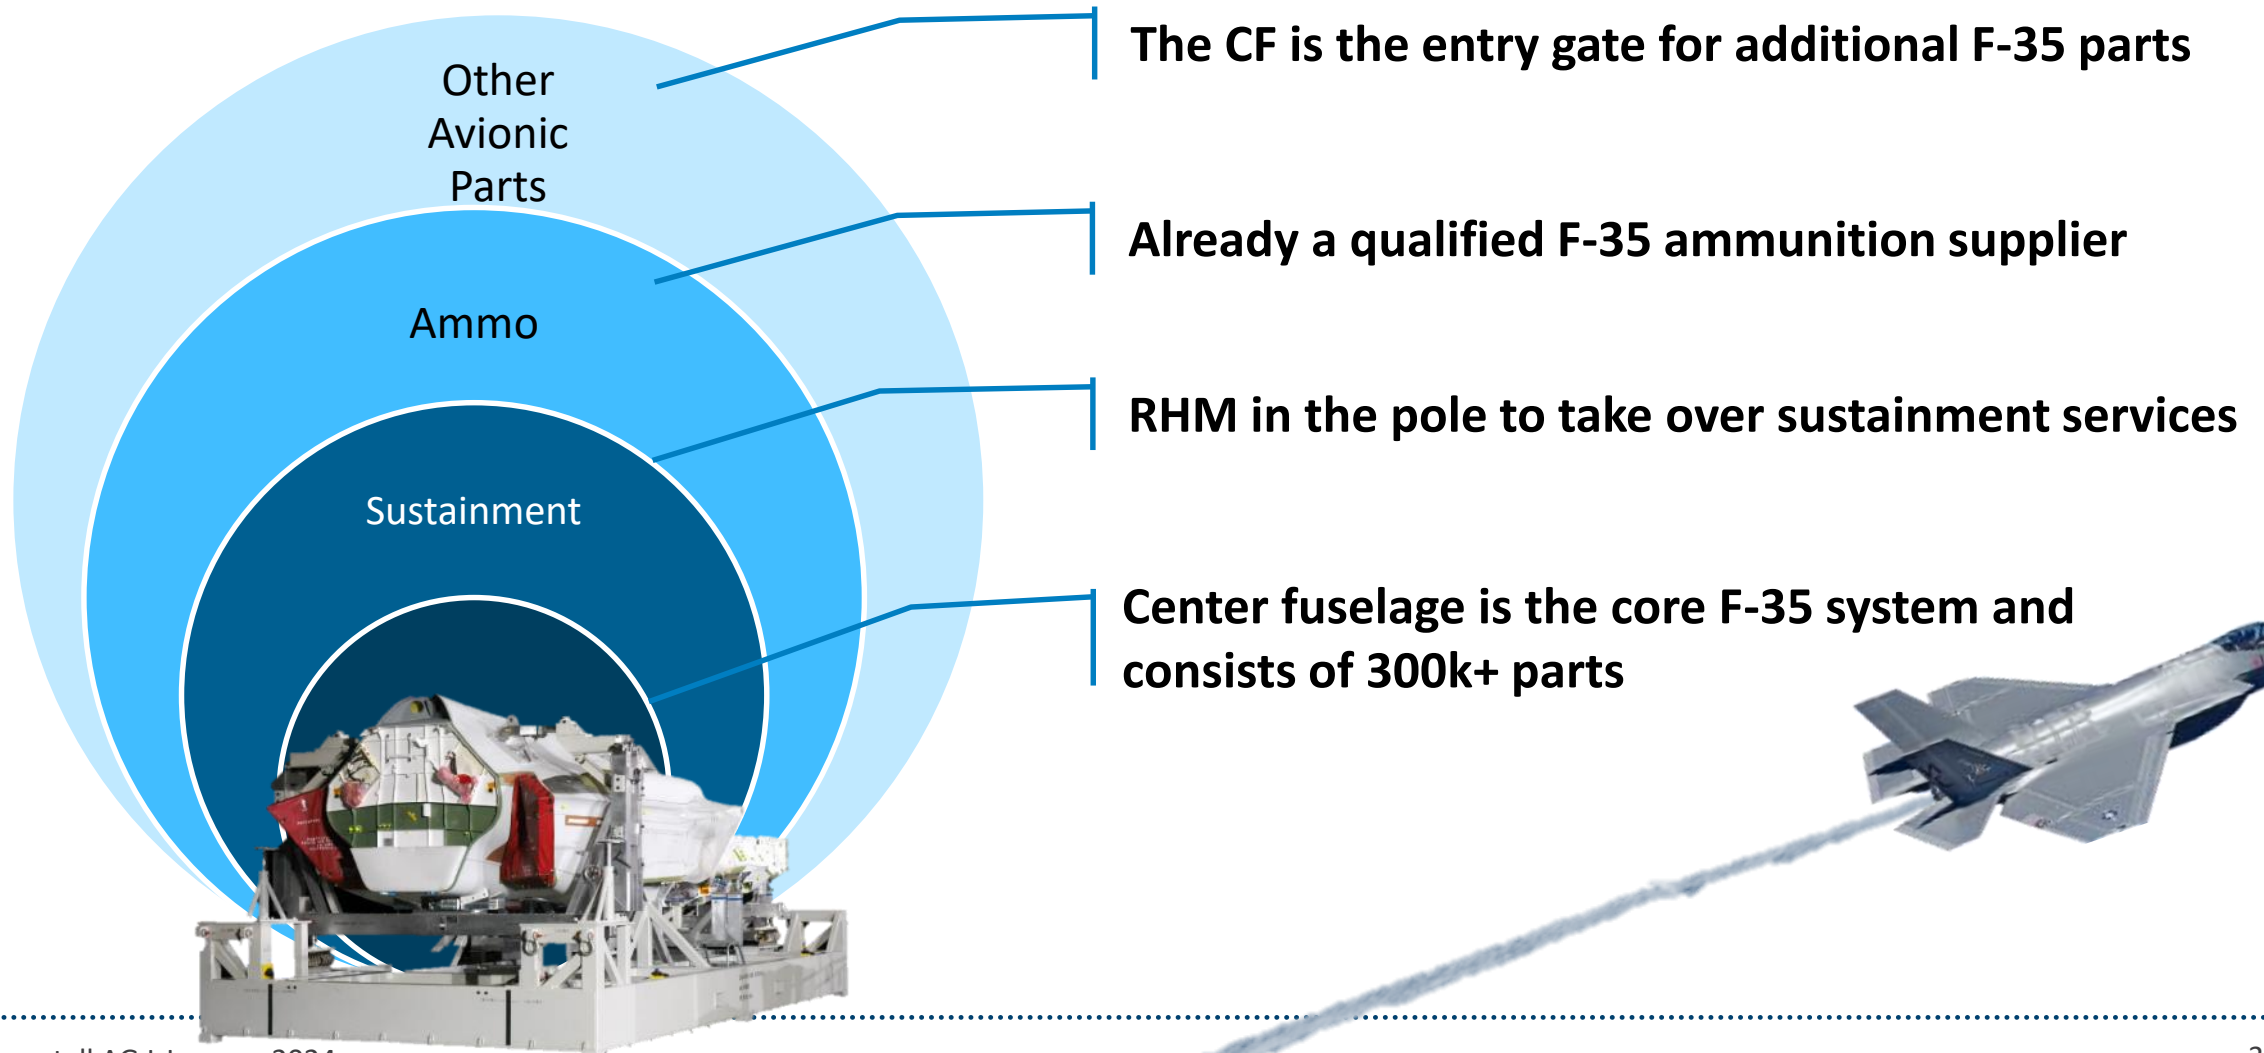 Other
Avionic
Parts
Ammo
Sustainment
The CF is the entry gate for additional F-35 parts
Already a qualified F-35 ammunition supplier
RHM in the pole to take over sustainment services
Center fuselage is the core F-35 system and
consists of 300k+ parts